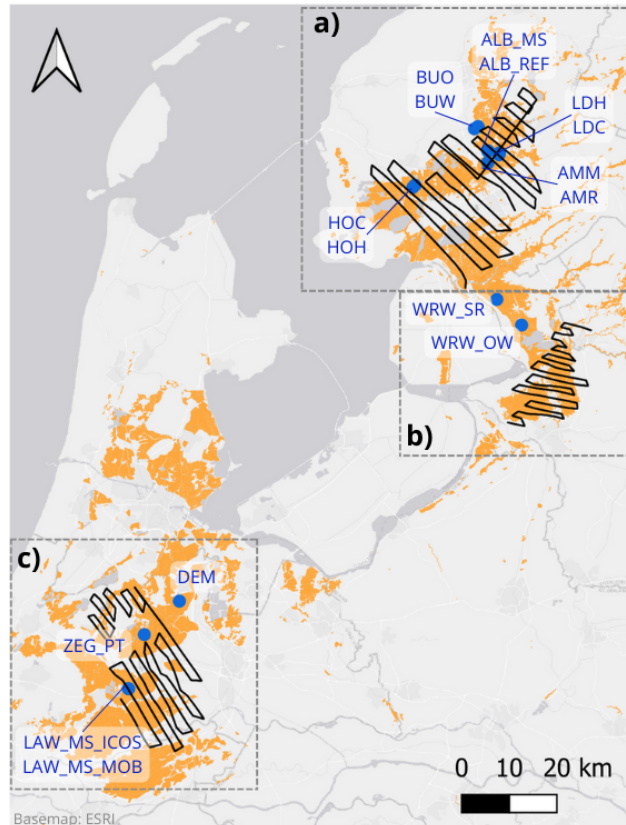 a)
ALB_MS
ALB_REF
BUO
BUW
LDH
LDC
AMM
AMR
HOC
HOH
WRW_SR
WRW_OW
b)
c)
DEM
ZEG_PT
LAW_MS_ICOS
LAW_MS_MOB
0 10 20 km
Basemap: ESRI